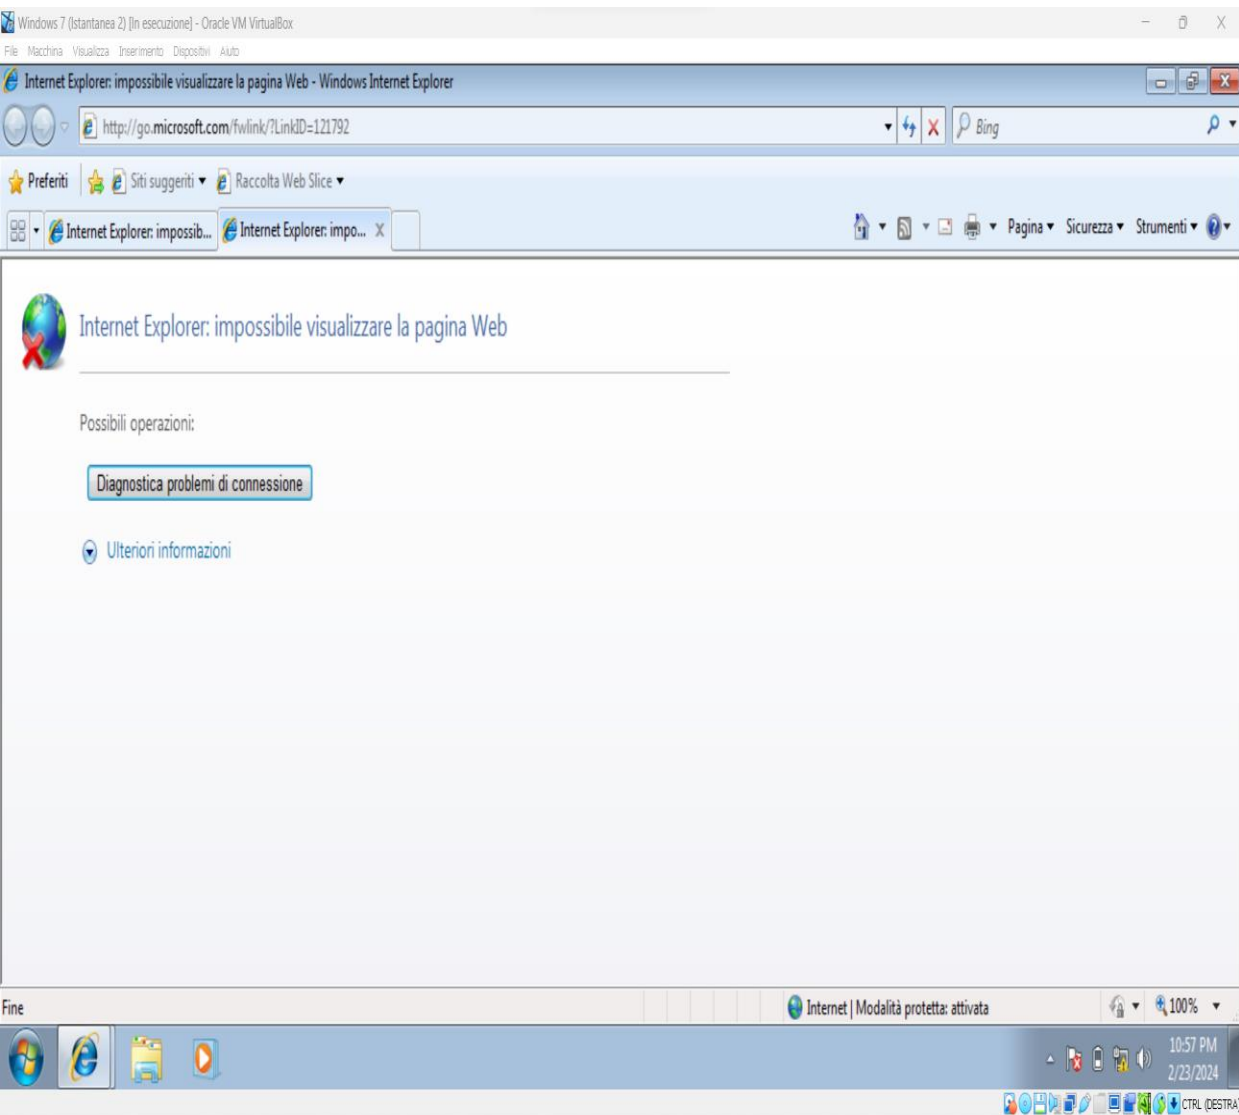 Windows 7 (Istantanea 2) [In esecuzione] - Oracle VM VirtualBox
File Macchina Visualizza Inserimento Dispositivi Aiuto
Internet Explorer: impossibile visualizzare la pagina Web - Windows Internet Explorer
http://go.microsoft.com/fwlink/?LinkID=121792 Bing
Preferiti Siti suggeriti Raccolta Web Slice
Internet Explorer: impossib... Internet Explorer: impo... X Pagina Sicurezza Strumenti
Internet Explorer: impossibile visualizzare la pagina Web
Possibili operazioni:
Diagnostica problemi di connessione
Ulteriori informazioni
Fine Internet | Modalità protetta: attivata 100%
10:57 PM
2/23/2024
CTRL (DESTRA)